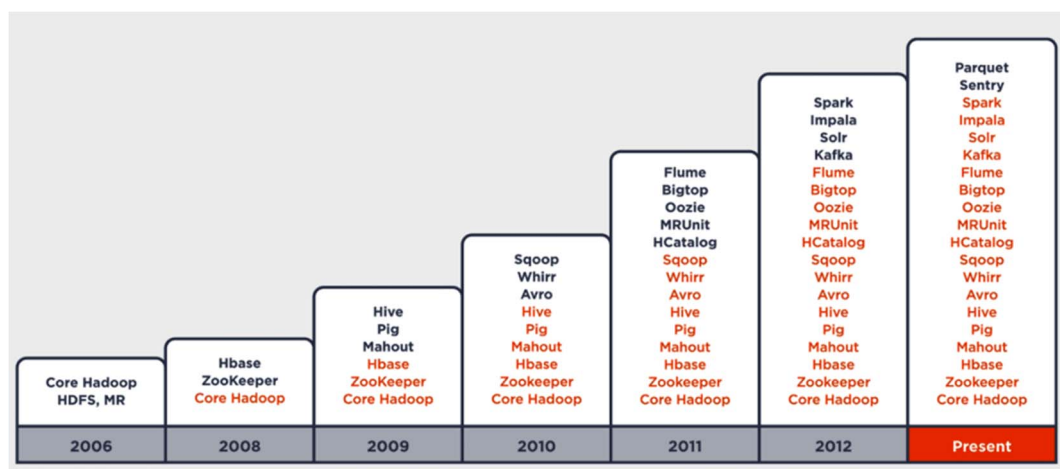 Core Hadoop
HDFS, MR
2006
Hbase
ZooKeeper
Core Hadoop
2008
Hive
Pig
Mahout
Hbase
ZooKeeper
Core Hadoop
2009
Sqoop
Whirr
Avro
Hive
Pig
Mahout
Hbase
Zookeeper
Core Hadoop
2010
Flume
Bigtop
Oozie
MRUnit
HCatalog
Sqoop
Whirr
Avro
Hive
Pig
Mahout
Hbase
Zookeeper
Core Hadoop
2011
Spark
Impala
Solr
Kafka
Flume
Bigtop
Oozie
MRUnit
HCatalog
Sqoop
Whirr
Avro
Hive
Pig
Mahout
Hbase
Zookeeper
Core Hadoop
2012
Parquet
Sentry
Spark
Impala
Solr
Kafka
Flume
Bigtop
Oozie
MRUnit
HCatalog
Sqoop
Whirr
Avro
Hive
Pig
Mahout
Hbase
Zookeeper
Core Hadoop
Present